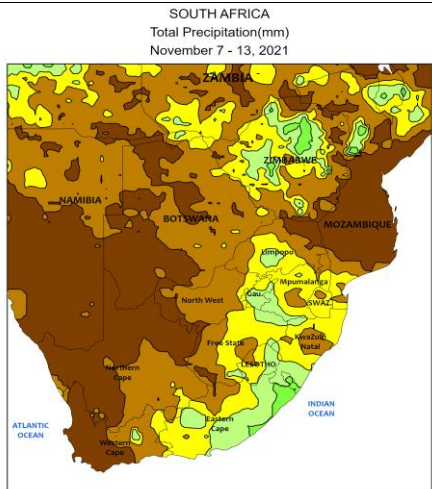 SOUTH AFRICA
Total Precipitation(mm)
November 7 - 13, 2021
ZAMBIA
ZIMBABWE
NAMIBIA
BOTSWANA
MOZAMBIQUE
Limpopo
Mpumalanga
Gau.
North West
SWAZ.
Free State
KwaZulu
Natal
LESOTHO
Northern
Cape
INDIAN
OCEAN
Eastern
Cape
ATLANTIC
OCEAN
Western
Cape